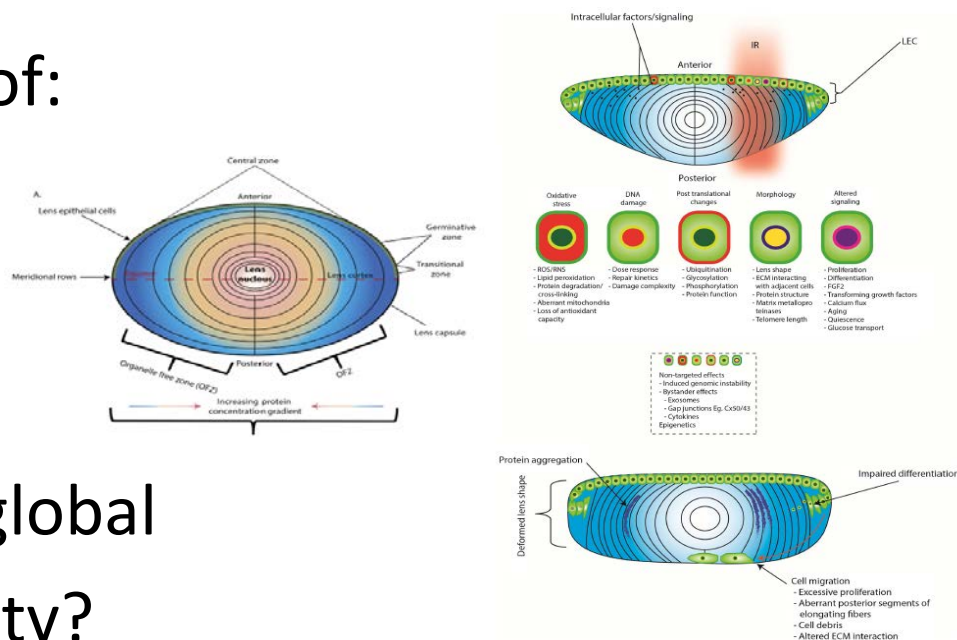 of:
global
ty?
A.
Central zone
Anterior
Lens epithelial cells
Germinative
zone
Transitional
zone
Meridional rows
Lens
nucleus
Lens cortex
Lens capsule
Posterior
Organelle free zone (OFZ)
OFZ
Increasing protein
concentration gradient
Intracellular factors/signaling
IR
LEC
Anterior
Posterior
Oxidative
stress
- ROS/RNS
- Lipid peroxidation
- Protein degradation/
cross-linking
- Aberrant mitochondria
- Loss of antioxidant
capacity
DNA
damage
- Dose response
- Repair kinetics
- Damage complexity
Post translational
changes
- Ubiquitination
- Glycosylation
- Phosphorylation
- Protein function
Morphology
- Lens shape
- ECM interacting
with adjacent cells
- Protein structure
- Matrix metallopro
teinases
- Telomere length
Altered
signaling
- Proliferation
- Differentiation
- FGF2
- Transforming growth factors
- Calcium flux
- Aging
- Quiescence
- Glucose transport
Non-targeted effects
- Induced genomic instability
- Bystander effects
- Exosomes
- Gap junctions Eg. Cx50/43
- Cytokines
Epigenetics
Protein aggregation
Impaired differentiation
Deformed lens shape
Cell migration
- Excessive proliferation
- Aberrant posterior segments of
elongating fibers
- Cell debris
- Altered ECM interaction